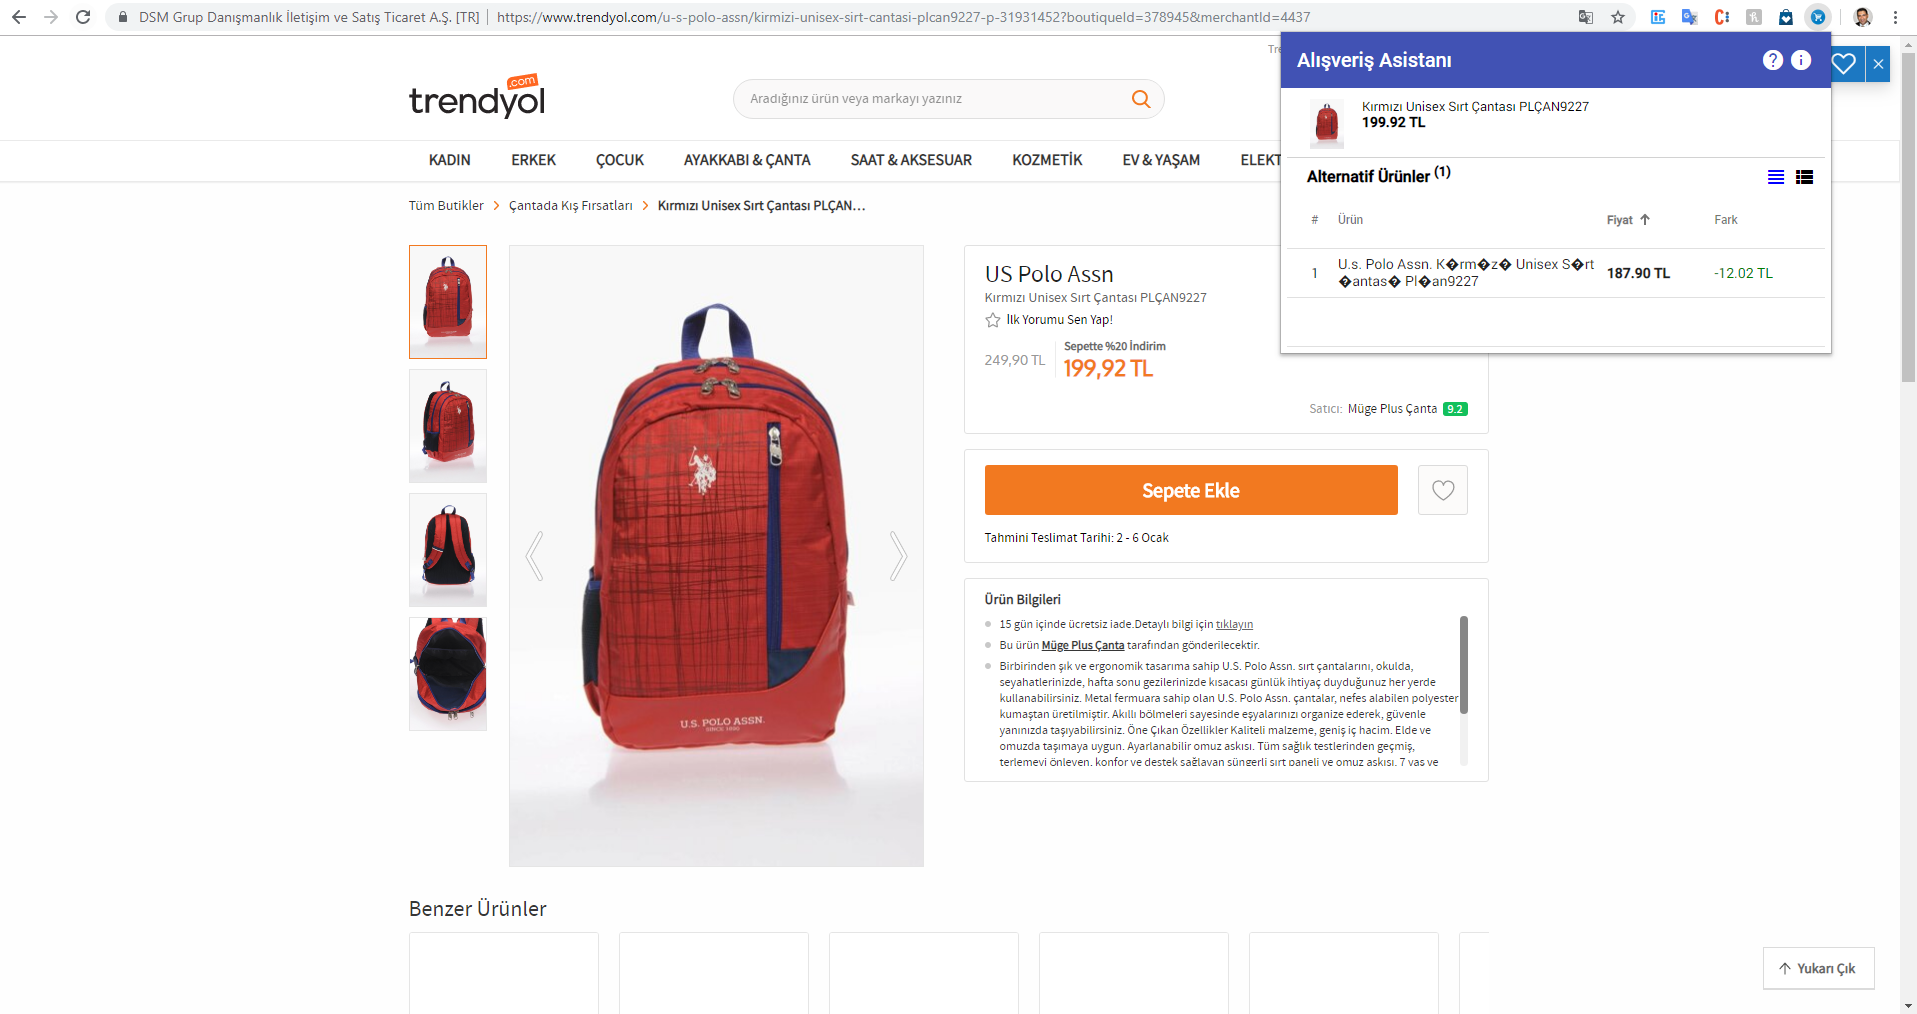 DSM Grup Danışmanlık İletişim ve Satış Ticaret A.Ş. [TR]
https://www.trendyol.com/u-s-polo-assn/kirmizi-unisex-sirt-cantasi-plcan9227-p-31931452?boutiqueId=378945&merchantId=4437
Alışveriş Asistanı
Kırmızı Unisex Sırt Çantası PLÇAN9227
199.92 TL
Alternatif Ürünler (1)
# Ürün Fiyat Fark
1 U.s. Polo Assn. K�rm�z� Unisex S�rt 187.90 TL -12.02 TL
�antas� Pl�an9227
trendyol
.com
Aradığınız ürün veya markayı yazınız
KADIN ERKEK ÇOCUK AYAKKABI & ÇANTA SAAT & AKSESUAR KOZMETİK EV & YAŞAM ELEKT
Tüm Butikler Çantada Kış Fırsatları Kırmızı Unisex Sırt Çantası PLÇAN...
U.S. POLO ASSN.
SINCE 1890
US Polo Assn
Kırmızı Unisex Sırt Çantası PLÇAN9227
İlk Yorumu Sen Yap!
249,90 TL
Sepette %20 İndirim
199,92 TL
Satıcı: Müge Plus Çanta 9.2
Sepete Ekle
Tahmini Teslimat Tarihi: 2 - 6 Ocak
Ürün Bilgileri
15 gün içinde ücretsiz iade.Detaylı bilgi için tıklayın
Bu ürün Müge Plus Çanta tarafından gönderilecektir.
Birbirinden şık ve ergonomik tasarıma sahip U.S. Polo Assn. sırt çantalarını, okulda,
seyahatlerinizde, hafta sonu gezilerinizde kısacası günlük ihtiyaç duyduğunuz her yerde
kullanabilirsiniz. Metal fermuara sahip olan U.S. Polo Assn. çantalar, nefes alabilen polyester
kumaştan üretilmiştir. Akıllı bölmeleri sayesinde eşyalarınızı organize ederek, güvenle
yanınızda taşıyabilirsiniz. Öne Çıkan Özellikler Kaliteli malzeme, geniş iç hacim. Elde ve
omuzda taşımaya uygun. Ayarlanabilir omuz askısı. Tüm sağlık testlerinden geçmiş,
terlemeyi önleyen, konfor ve destek sağlayan süngerli sırt paneli ve omuz askısı. 7 yaş ve
Benzer Ürünler
Yukarı Çık